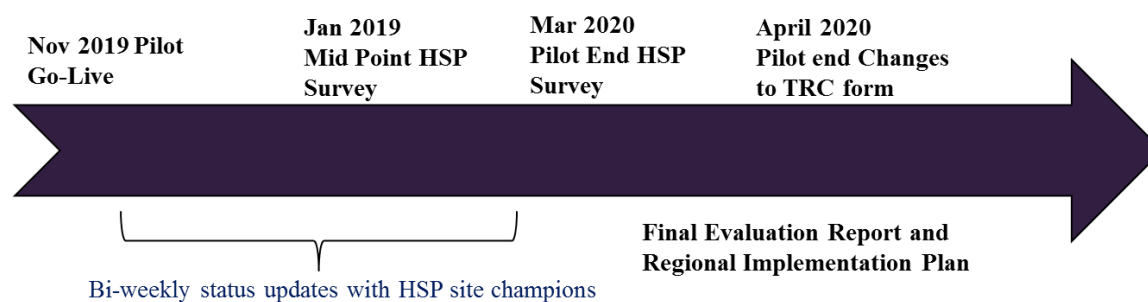 Nov 2019 Pilot
Go-Live
Jan 2019
Mid Point HSP
Survey
Mar 2020
Pilot End HSP
Survey
April 2020
Pilot end Changes
to TRC form
Final Evaluation Report and
Regional Implementation Plan
Bi-weekly status updates with HSP site champions